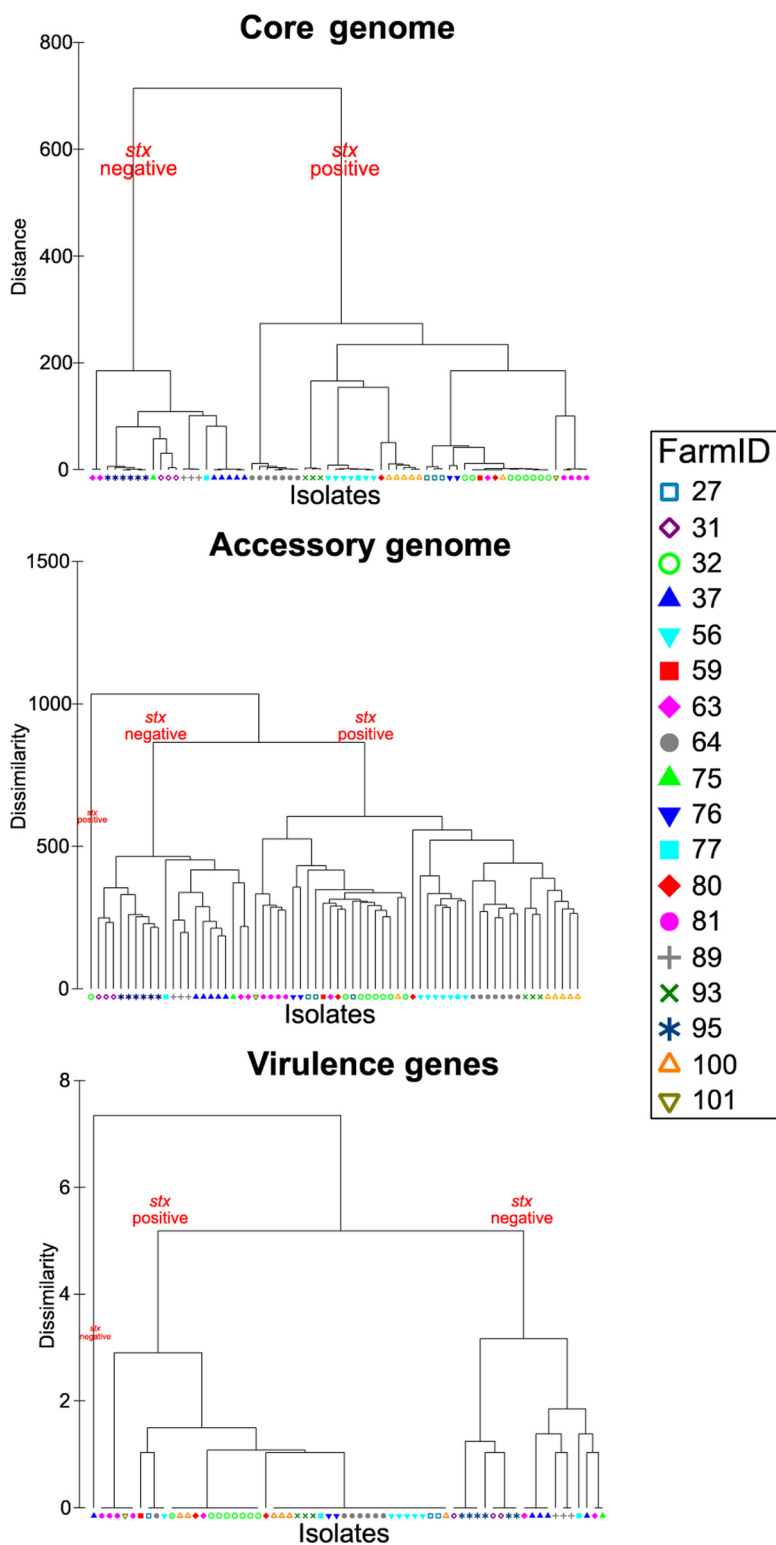 Core genome
800
600
400
200
0
Distance
stx
negative
stx
positive
Isolates
Accessory genome
1500
1000
500
0
Dissimilarity
stx
negative
stx
positive
stx
positive
Isolates
Virulence genes
8
6
4
2
0
Dissimilarity
stx
positive
stx
negative
stx
negative
Isolates
FarmID
27
31
32
37
56
59
63
64
75
76
77
80
81
89
93
95
100
101